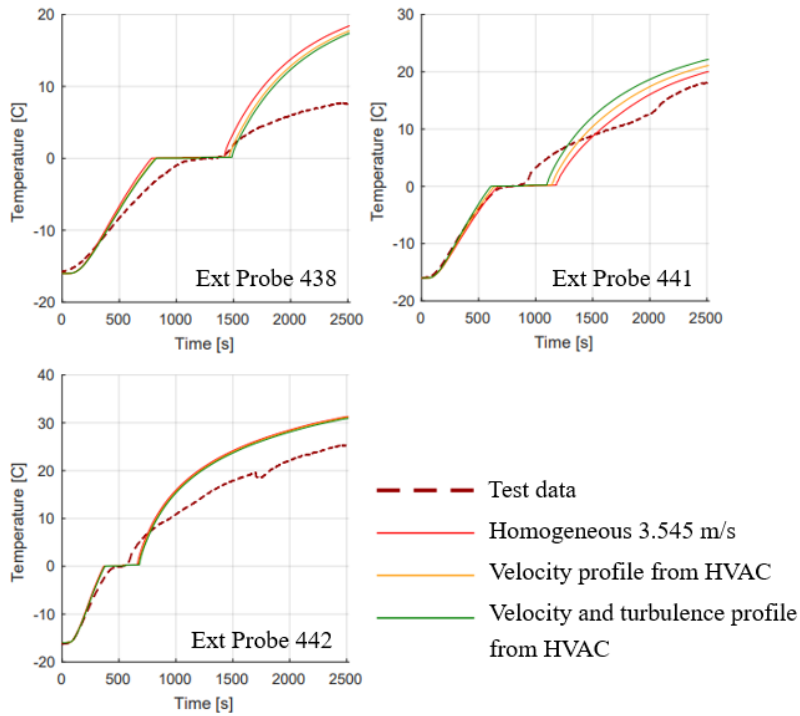 20
10
0
-10
20
Temperature [C]
Ext Probe 438
0
500
1000
1500
2000
2500
Time [s]
30
20
10
0
-10
-20
-30
Temperature [C]
Ext Probe 441
0
500
1000
1500
2000
2500
Time [s]
40
30
20
10
0
-10
-20
Temperature [C]
Ext Probe 442
0
500
1000
1500
2000
2500
Time [s]
Test data
Homogeneous 3.545 m/s
Velocity profile from HVAC
Velocity and turbulence profile
from HVAC